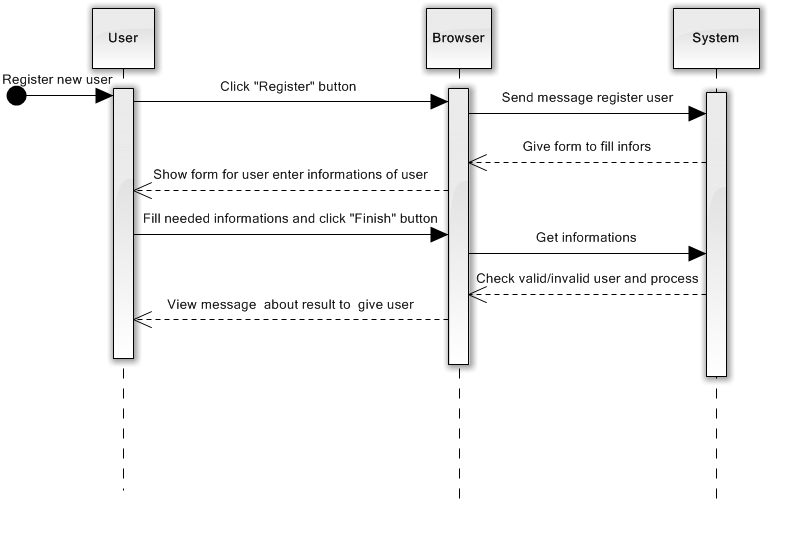 User
Browser
System
Register new user
Click "Register" button
Send message register user
Give form to fill infors
Show form for user enter informations of user
Fill needed informations and click "Finish" button
Get informations
Check valid/invalid user and process
View message  about result to  give user